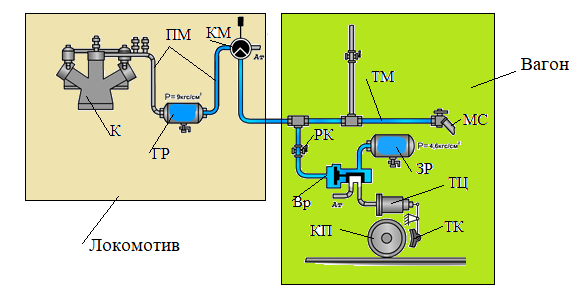 ПМ
КМ
Ат
P= 9кгс/см²
К
ГР
Локомотив
Вагон
ТМ
МС
РК
P= 4,6кгс/см²
ЗР
Вр
Ат
ТЦ
КП
ТК